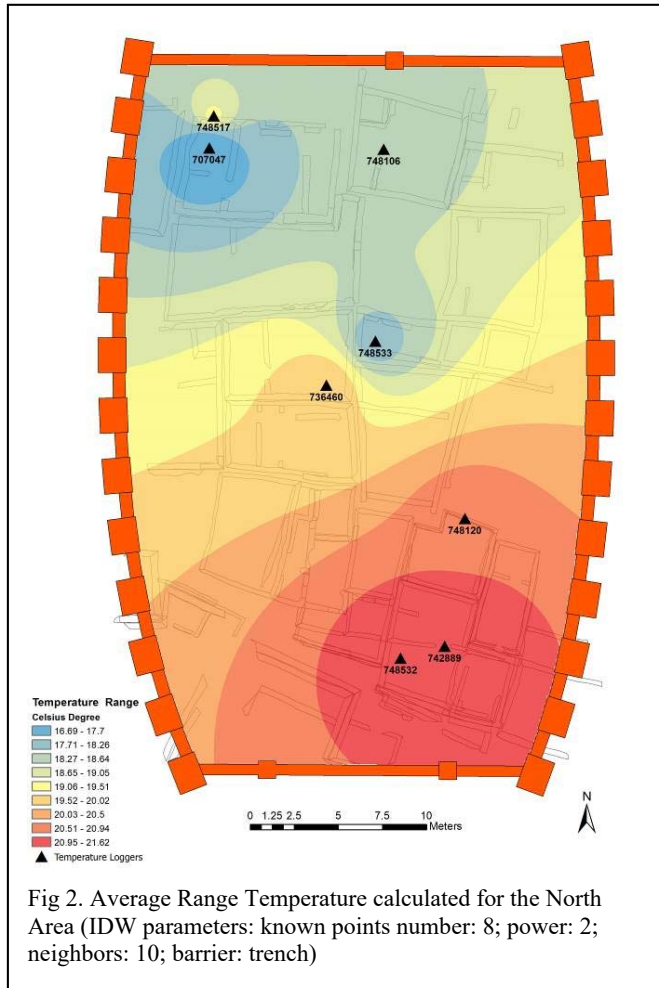 748517
707047
748106
748533
736460
748120
742889
748532
Temperature Range
Celsius Degree
16.69 - 17.7
17.71 - 18.26
18.27 - 18.64
18.65 - 19.05
19.06 - 19.51
19.52 - 20.02
20.03 - 20.5
20.51 - 20.94
20.95 - 21.62
Temperature Loggers
0 1.25 2.5 5 7.5 10
Meters
N
Fig 2. Average Range Temperature calculated for the North
Area (IDW parameters: known points number: 8; power: 2;
neighbors: 10; barrier: trench)